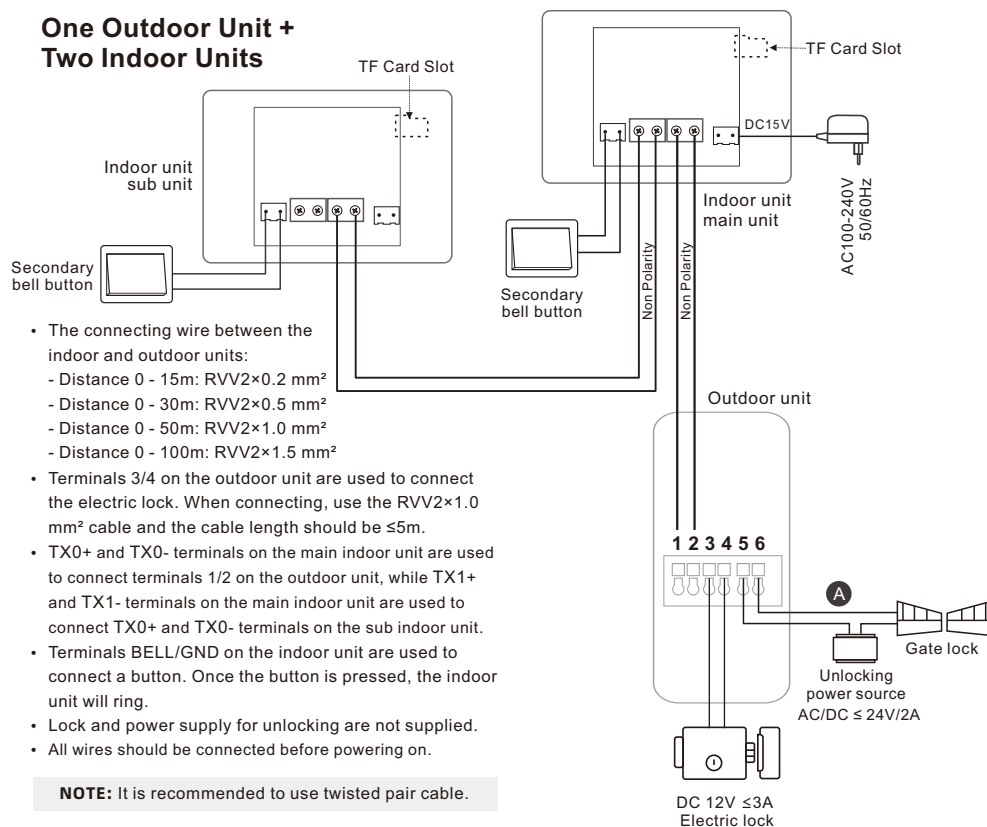 One Outdoor Unit +
Two Indoor Units
TF Card Slot
TF Card Slot
DC15V
Indoor unit
sub unit
Indoor unit
main unit
AC100-240V
50/60Hz
Secondary
bell button
Secondary
bell button
Non Polarity
Non Polarity
• The connecting wire between the
indoor and outdoor units:
- Distance 0 - 15m: RVV2×0.2 mm²
- Distance 0 - 30m: RVV2×0.5 mm²
- Distance 0 - 50m: RVV2×1.0 mm²
- Distance 0 - 100m: RVV2×1.5 mm²
• Terminals 3/4 on the outdoor unit are used to connect
the electric lock. When connecting, use the RVV2×1.0
mm² cable and the cable length should be ≤5m.
• TX0+ and TX0- terminals on the main indoor unit are used
to connect terminals 1/2 on the outdoor unit, while TX1+
and TX1- terminals on the main indoor unit are used to
connect TX0+ and TX0- terminals on the sub indoor unit.
• Terminals BELL/GND on the indoor unit are used to
connect a button. Once the button is pressed, the indoor
unit will ring.
• Lock and power supply for unlocking are not supplied.
• All wires should be connected before powering on.
NOTE: It is recommended to use twisted pair cable.
Outdoor unit
1 2 3 4 5 6
A
Gate lock
Unlocking
power source
AC/DC ≤ 24V/2A
DC 12V ≤3A
Electric lock